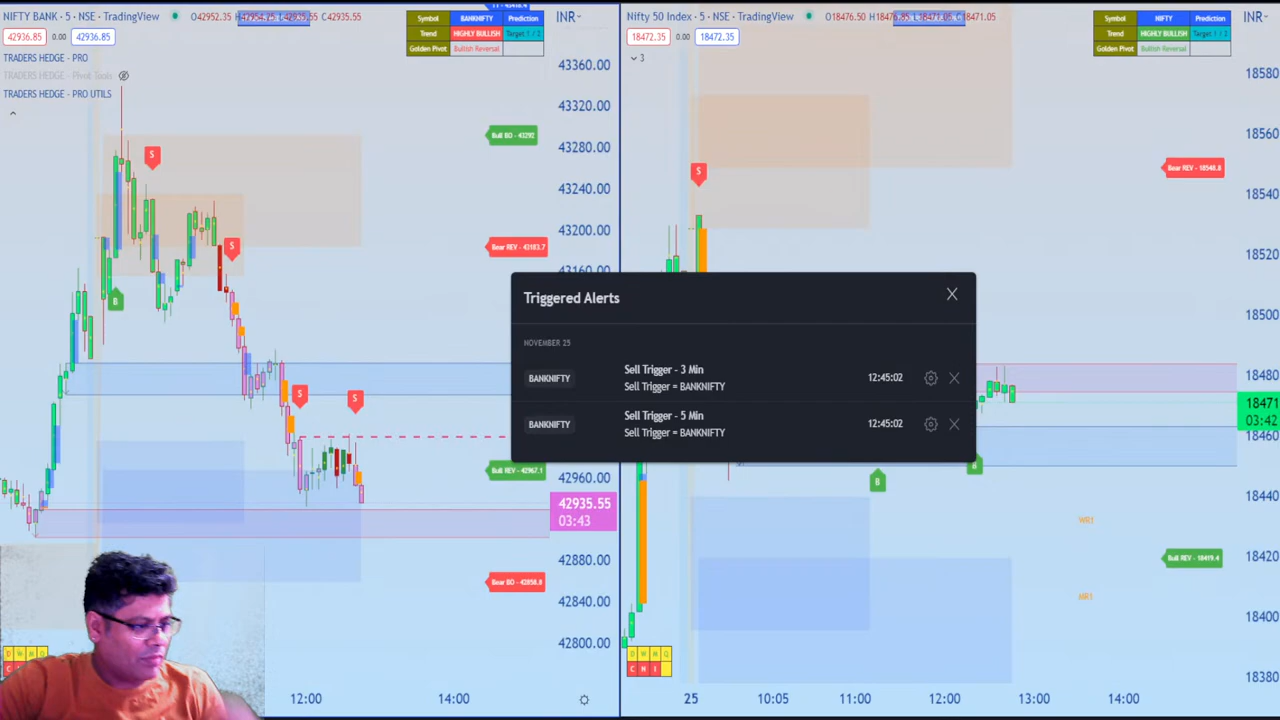 NIFTY BANK · 5 · NSE · TradingView
O42952.35 H42954.25 L42935.55 C42935.55
42936.85 0.00 42936.85
TRADERS HEDGE - PRO
TRADERS HEDGE - Pivot Tools
TRADERS HEDGE - PRO UTILS
Symbol BANKNIFTY Prediction
Trend HIGHLY BULLISH Target 1 / 2
Golden Pivot Bullish Reversal
INR
43360.00
43320.00
43280.00
43240.00
43200.00
43160.00
42960.00
42935.55
03:43
42880.00
42840.00
42800.00
Bull BO - 43292
Bear REV - 43183.7
Bull REV - 42967.1
Bear BO - 42858.8
S
S
B
S
S
D W M Q
C
12:00 14:00
Nifty 50 Index · 5 · NSE · TradingView
O18476.50 H18476.85 L18471.05 C18471.05
18472.35 0.00 18472.35
3
Symbol NIFTY Prediction
Trend HIGHLY BULLISH Target 1 / 2
Golden Pivot Bullish Reversal
INR
18580
18560
18540
18520
18500
18480
18471
03:42
18460
18440
18420
18400
18380
Bear REV - 18548.8
Bull REV - 18419.4
S
B
B
WR3
D W M Q
C N I
25 10:05 11:00 12:00 13:00 14:00
Triggered Alerts
NOVEMBER 25
BANKNIFTY
Sell Trigger - 3 Min
Sell Trigger = BANKNIFTY
12:45:02
BANKNIFTY
Sell Trigger - 5 Min
Sell Trigger = BANKNIFTY
12:45:02